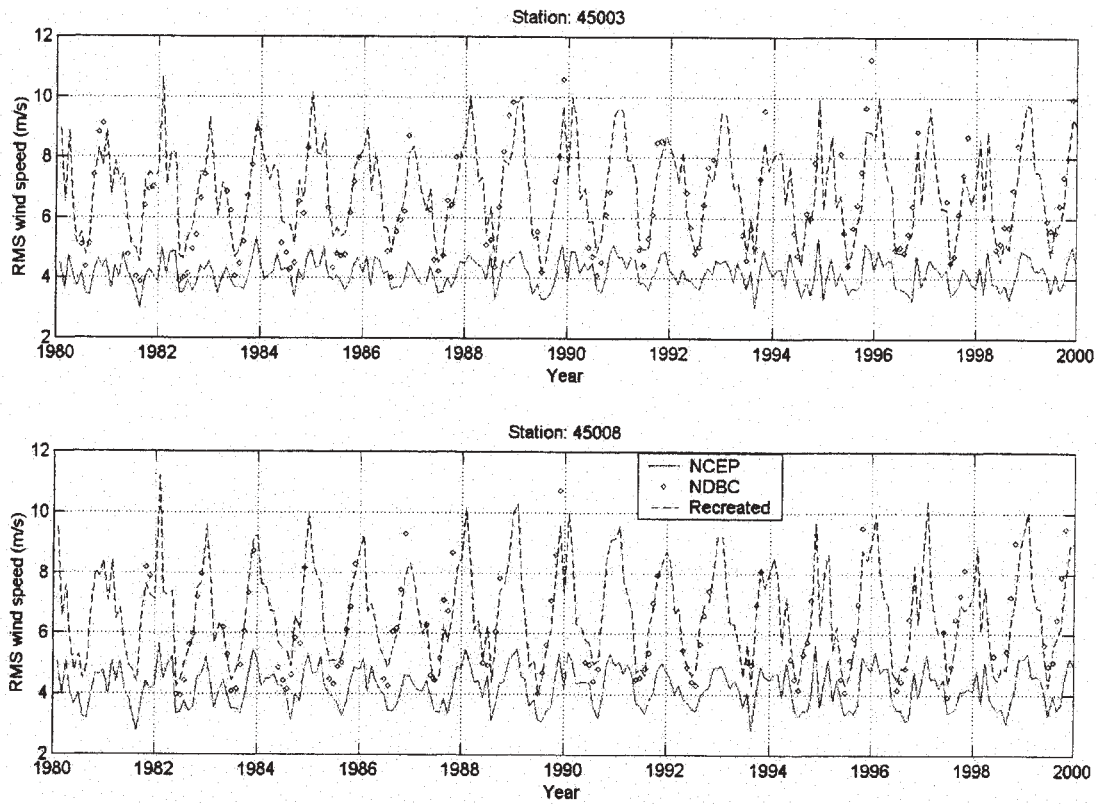 Station: 45003
12
10
8
6
4
2
RMS wind speed (m/s)
1980 1982 1984 1986 1988 1990 1992 1994 1996 1998 2000
Year
Station: 45008
12
10
8
6
4
2
RMS wind speed (m/s)
NCEP
NDBC
Recreated
1980 1982 1984 1986 1988 1990 1992 1994 1996 1998 2000
Year